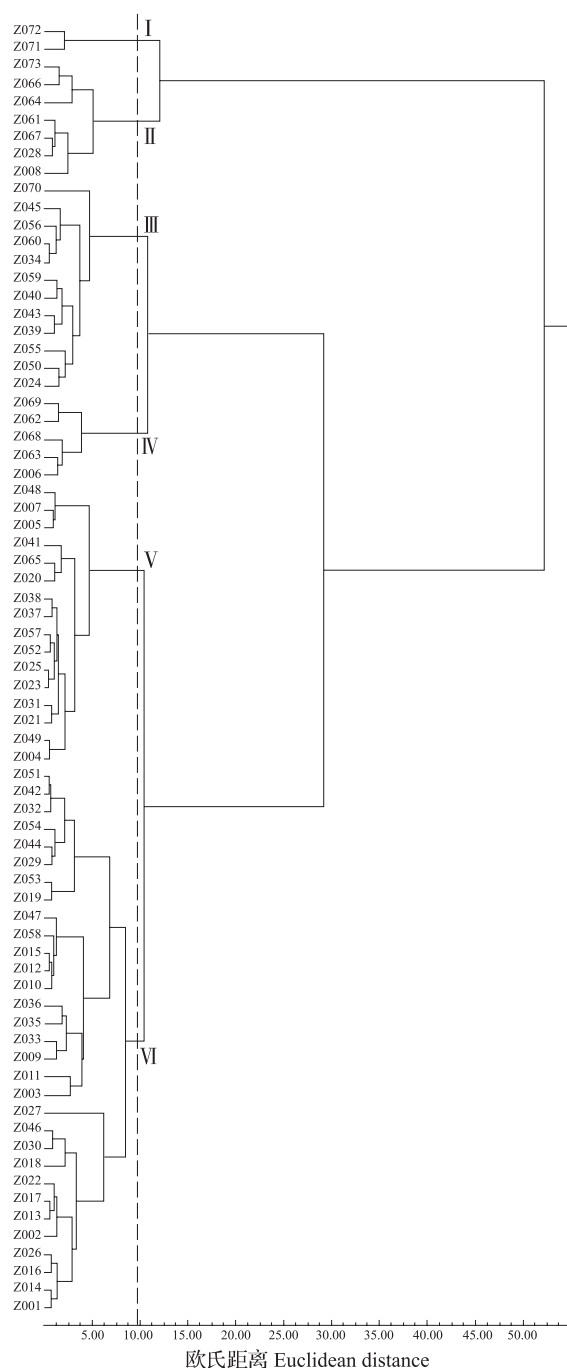 Z072
I
Z071
Z073
Z066
Z064
Z061
Z067
II
Z028
Z008
Z070
Z045
Z056
III
Z060
Z034
Z059
Z040
Z043
Z039
Z055
Z050
Z024
Z069
Z062
Z068
IV
Z063
Z006
Z048
Z007
Z005
Z041
V
Z065
Z020
Z038
Z037
Z057
Z052
Z025
Z023
Z031
Z021
Z049
Z004
Z051
Z042
Z032
Z054
Z044
Z029
Z053
Z019
Z047
Z058
Z015
Z012
Z010
Z036
Z035
Z033
Z009
VI
Z011
Z003
Z027
Z046
Z030
Z018
Z022
Z017
Z013
Z002
Z026
Z016
Z014
Z001
5.00 10.00 15.00 20.00 25.00 30.00 35.00 40.00 45.00 50.00
欧氏距离 Euclidean distance